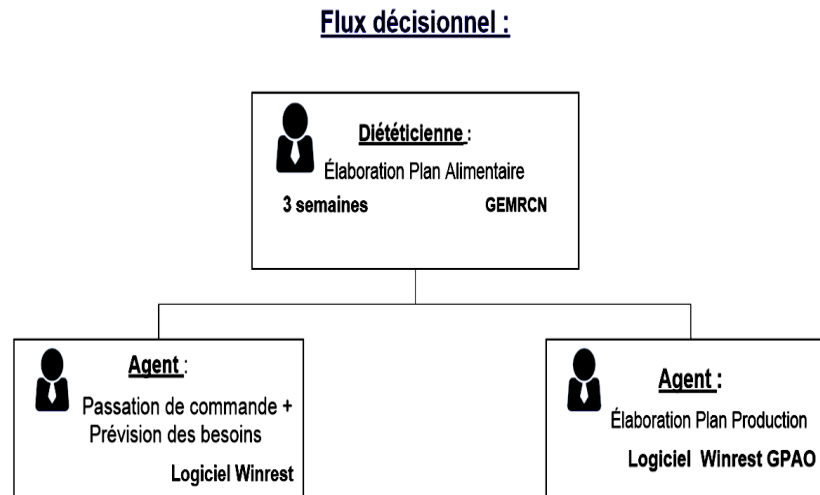 Flux décisionnel :
Diététicienne :
Élaboration Plan Alimentaire
3 semaines GEMRCN
Agent :
Passation de commande +
Prévision des besoins
Logiciel Winrest
Agent :
Élaboration Plan Production
Logiciel Winrest GPAO